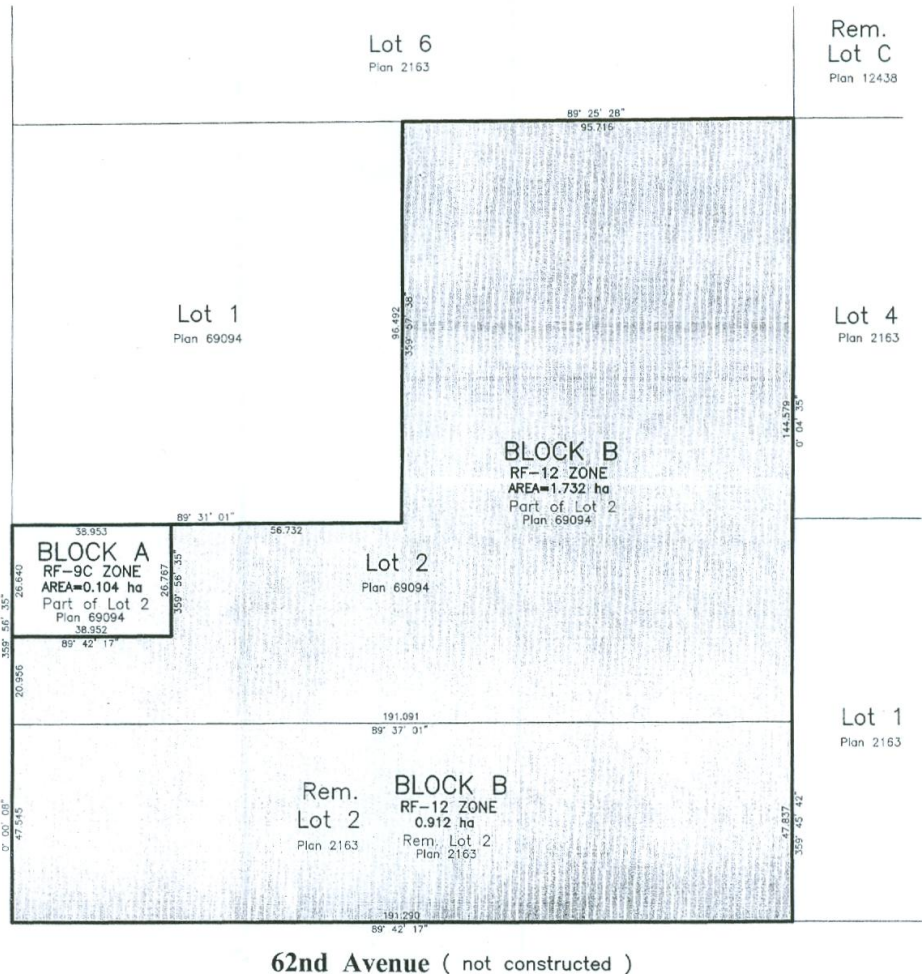 Lot 6
Plan 2163
Rem.
Lot C
Plan 12438
89° 25' 28"
95.716
Lot 1
Plan 69094
96.492
359° 57' 38"
Lot 4
Plan 2163
144.579
0° 04' 35"
BLOCK B
RF-12 ZONE
AREA=1.732 ha
Part of Lot 2
Plan 69094
89° 31' 01"
38.953
56.732
BLOCK A
RF-9C ZONE
AREA=0.104 ha
Part of Lot 2
Plan 69094
38.952
89° 42' 17"
26.640
359° 56' 35"
26.767
359° 56' 35"
20.956
Lot 2
Plan 69094
191.091
89° 37' 01"
Lot 1
Plan 2163
Rem.
Lot 2
Plan 2163
BLOCK B
RF-12 ZONE
0.912 ha
Rem. Lot 2
Plan 2163
0° 00' 08"
47.545
47.837
359° 45' 42"
191.290
89° 42' 17"
62nd Avenue ( not constructed )